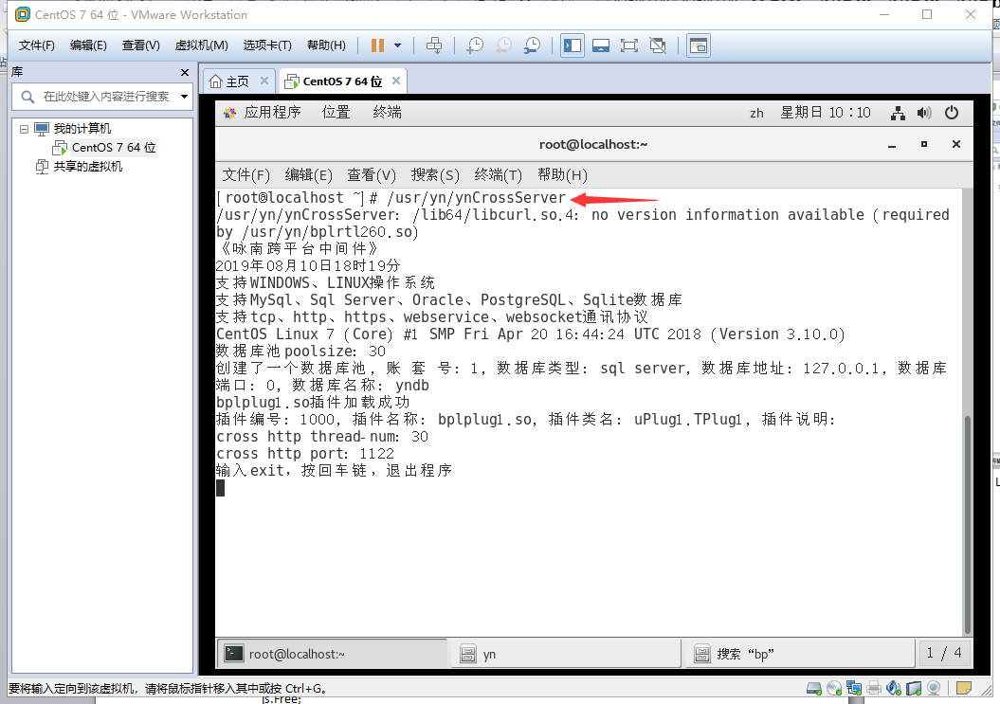 CentOS 7 64 位 - VMware Workstation
文件(F) 编辑(E) 查看(V) 虚拟机(M) 选项卡(T) 帮助(H)
库
主页 CentOS 7 64 位
在此处键入内容进行搜索
我的计算机
CentOS 7 64 位
共享的虚拟机
应用程序 位置 终端 zh 星期日 10:10
root@localhost:~
文件(F) 编辑(E) 查看(V) 搜索(S) 终端(T) 帮助(H)
[root@localhost ~]# /usr/yn/ynCrossServer
/usr/yn/ynCrossServer: /lib64/libcurl.so.4: no version information available (required
by /usr/yn/bplrtl260.so)
《咏南跨平台中间件》
2019年08月10日18时19分
支持WINDOWS、LINUX操作系统
支持MySql、Sql Server、Oracle、PostgreSQL、Sqlite数据库
支持tcp、http、https、webservice、websocket通讯协议
CentOS Linux 7 (Core) #1 SMP Fri Apr 20 16:44:24 UTC 2018 (Version 3.10.0)
数据库池poolsize: 30
创建了一个数据库池，账 套 号: 1, 数据库类型: sql server, 数据库地址: 127.0.0.1, 数据库
端口: 0, 数据库名称: yndb
bplplug1.so插件加载成功
插件编号: 1000, 插件名称: bplplug1.so, 插件类名: uPlug1.TPlug1, 插件说明:
cross http thread-num: 30
cross http port: 1122
输入exit，按回车链，退出程序
root@localhost:~ yn 搜索“bp” 1 / 4
要将输入定向到该虚拟机，请将鼠标指针移入其中或按 Ctrl+G。
s.Free;